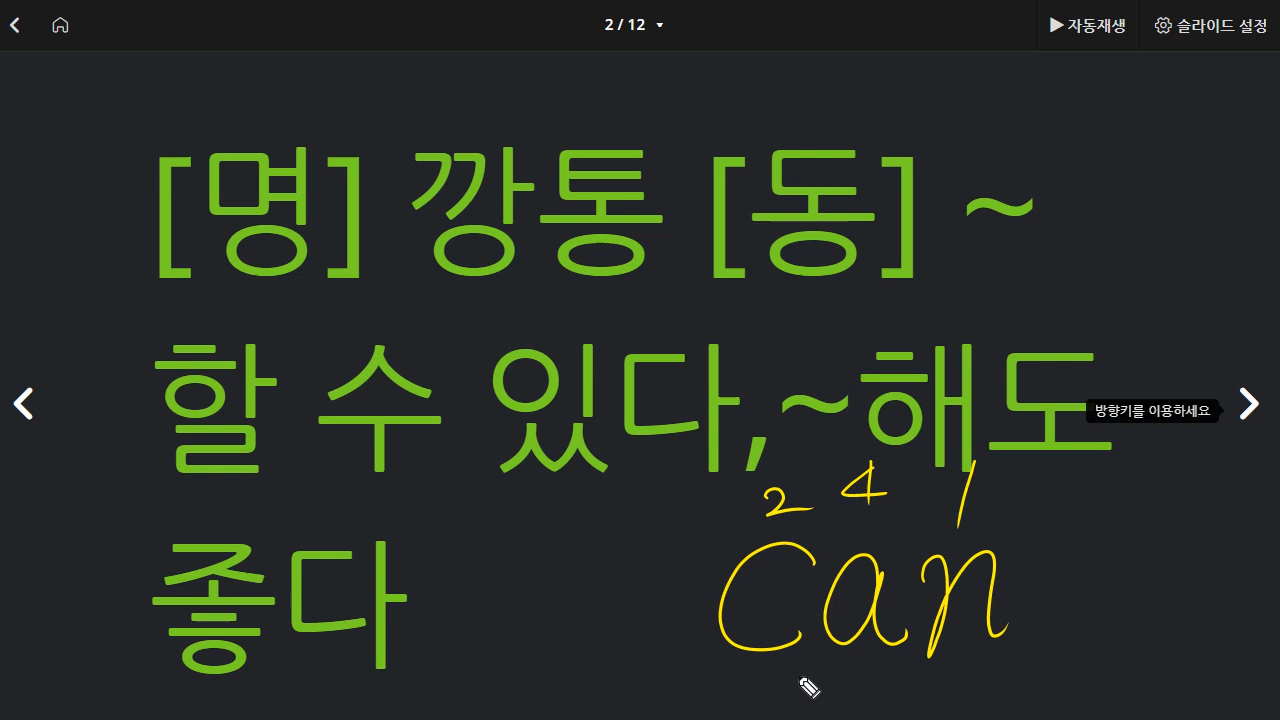 2 / 12
자동재생
슬라이드 설정
[명] 깡통 [동] ~
할 수 있다,~해도
방향키를 이용하세요
좋다
2 4 1
can